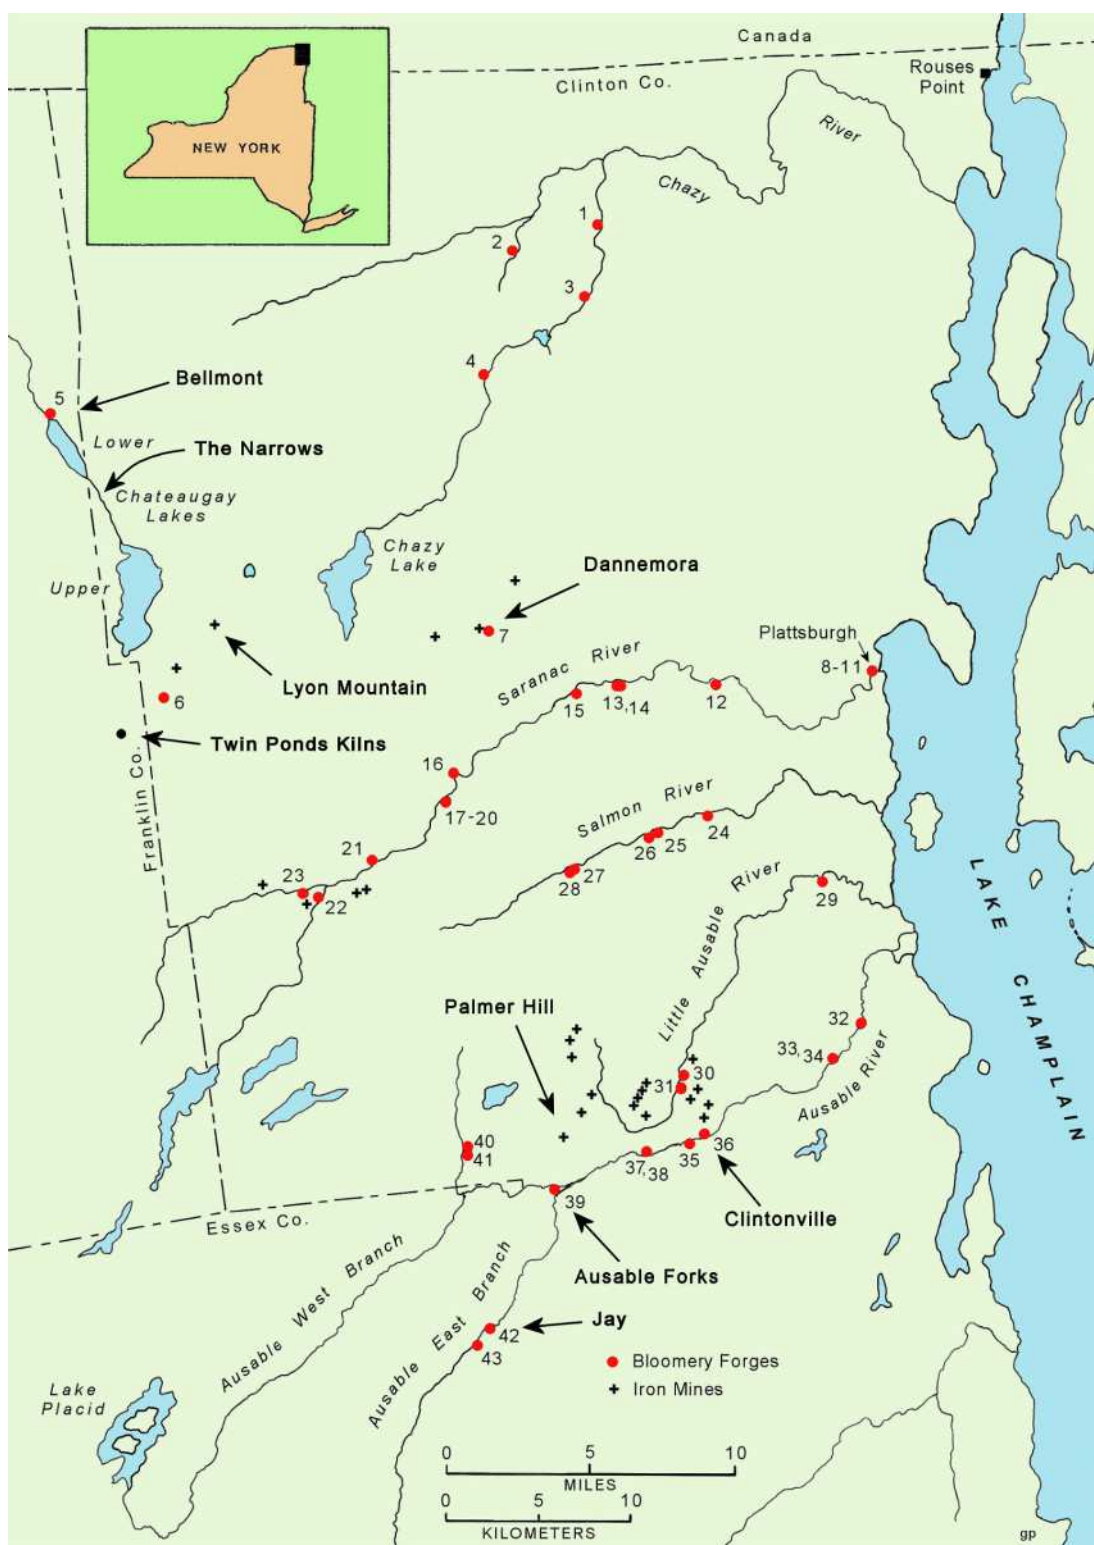 Canada
Clinton Co.
Rouses
Point
NEW YORK
River
Chazy
1
2
3
4
Bellmont
5
Lower
The Narrows
Chateaugay
Lakes
Chazy
Lake
Dannemora
Upper
7
Plattsburgh
8-11
Saranac River
Lyon Mountain
6
15
13,14
12
Twin Ponds Kilns
Franklin Co.
16
17-20
Salmon River
24
25
26
21
27
28
23
22
29
Little Ausable River
LAKE CHAMPLAIN
Palmer Hill
32
33,34
30
31
Ausable River
40
41
37,38
35
36
39
Clintonville
Essex Co.
Ausable Forks
Ausable West Branch
Ausable East Branch
Jay
42
43
Bloomery Forges
Iron Mines
Lake
Placid
0 5 10
MILES
0 5 10
KILOMETERS
gp